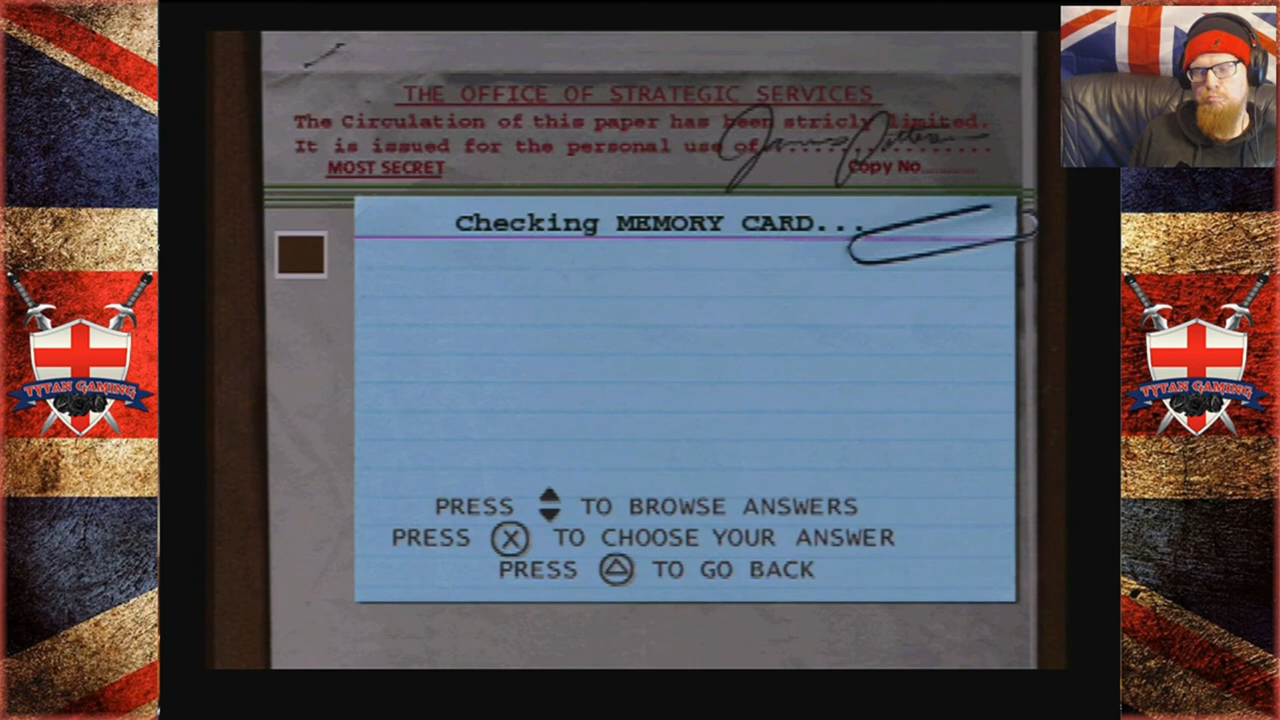 THE OFFICE OF STRATEGIC SERVICES
The Circulation of this paper has been stricly limited.
It is issued for the personal use of....................
MOST SECRET
Copy No............
Checking MEMORY CARD...
PRESS TO BROWSE ANSWERS
PRESS X TO CHOOSE YOUR ANSWER
PRESS TO GO BACK
TYTAN GAMING
TYTAN GAMING